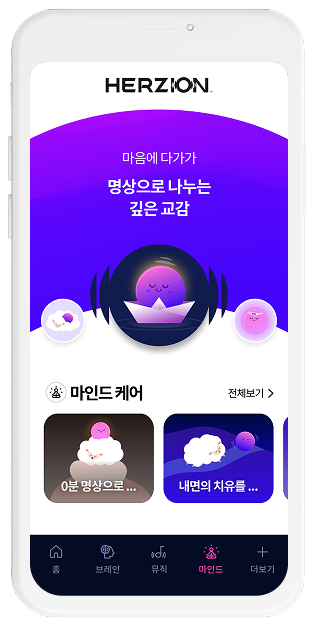 HERZION
마음에 다가가
명상으로 나누는
깊은 교감
마인드 케어
전체보기 >
0분 명상으로 ...
내면의 치유를 ...
홈
브레인
뮤직
마인드
더보기